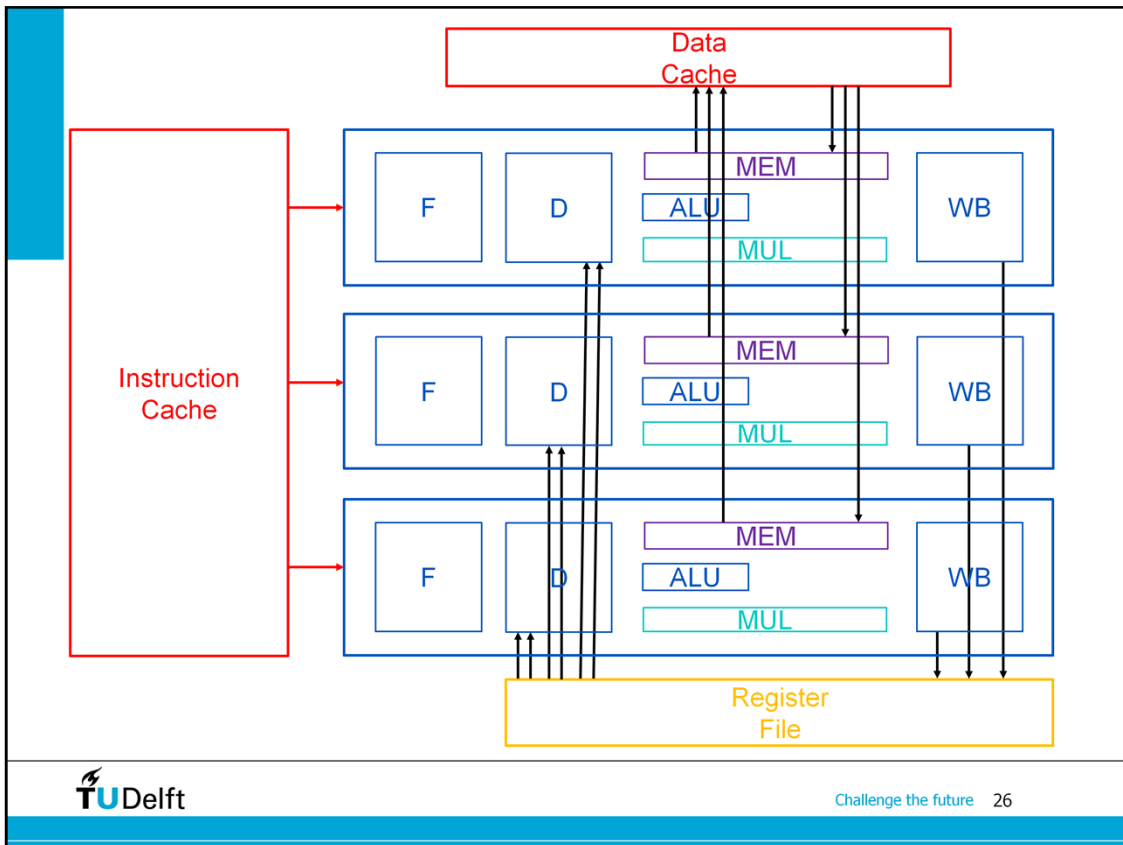 Data
Cache
Instruction
Cache
F
D
MEM
ALU
MUL
WB
F
D
MEM
ALU
MUL
WB
F
D
MEM
ALU
MUL
WB
Register
File
TUDelft
Challenge the future 26